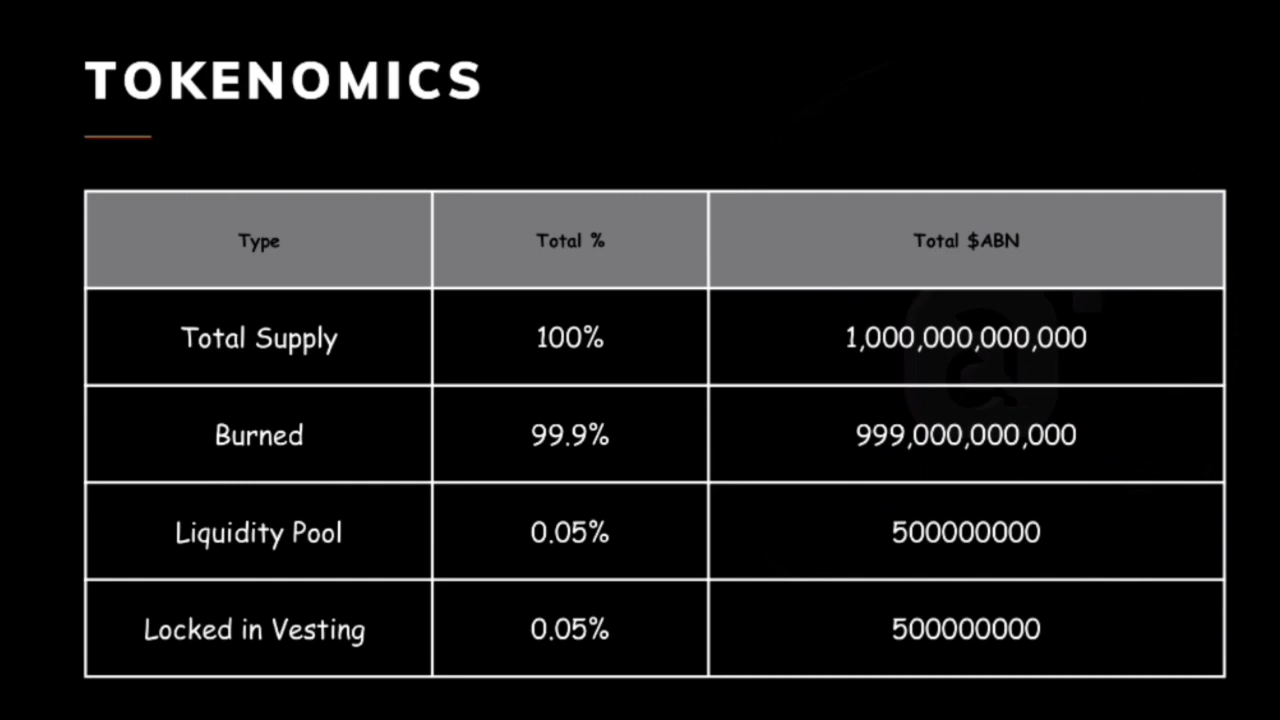 TOKENOMICS
Type Total % Total $ABN
Total Supply 100% 1,000,000,000,000
Burned 99.9% 999,000,000,000
Liquidity Pool 0.05% 500000000
Locked in Vesting 0.05% 500000000